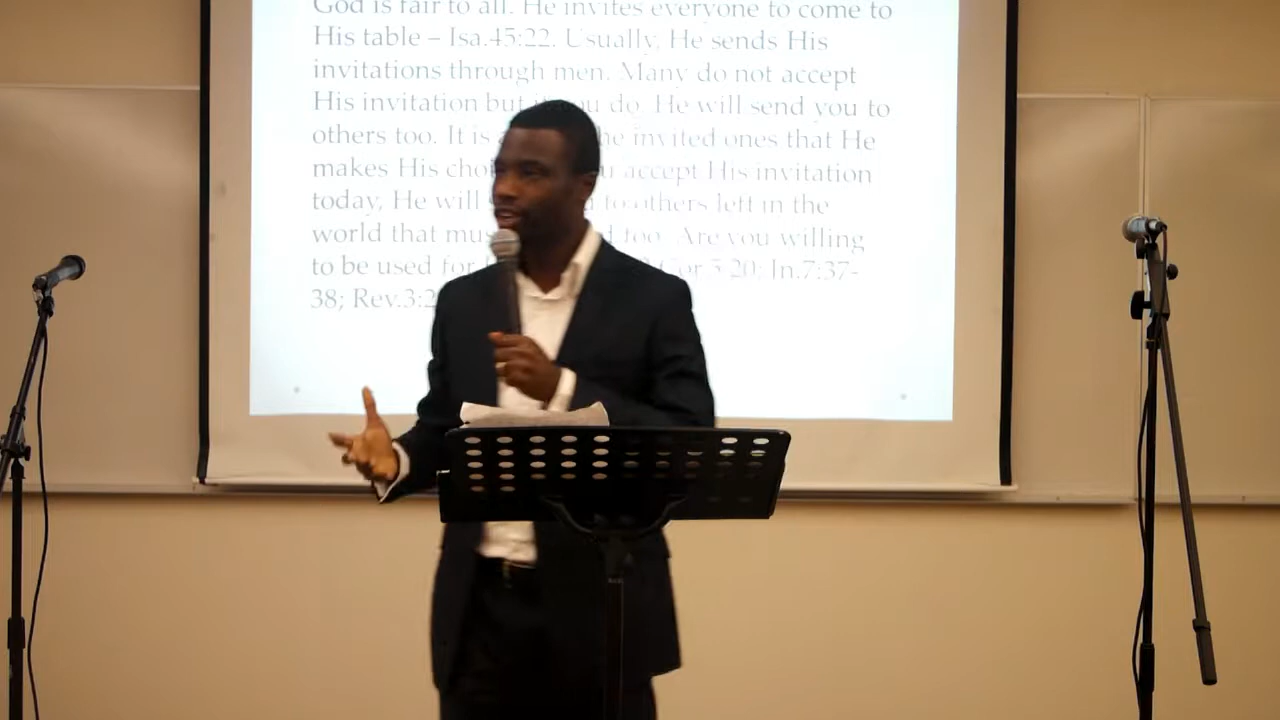 God is fair to all. He invites everyone to come to
His table – Isa.45:22. Usually, He sends His
invitations through men. Many do not accept
His invitation but you do. He will send you to
others too. It is he invited ones that He
makes His accept His invitation
today, He will to others left in the
world that too. Are you willing
to be used for Cor 5:20; Jn.7:37-
38; Rev.3:2